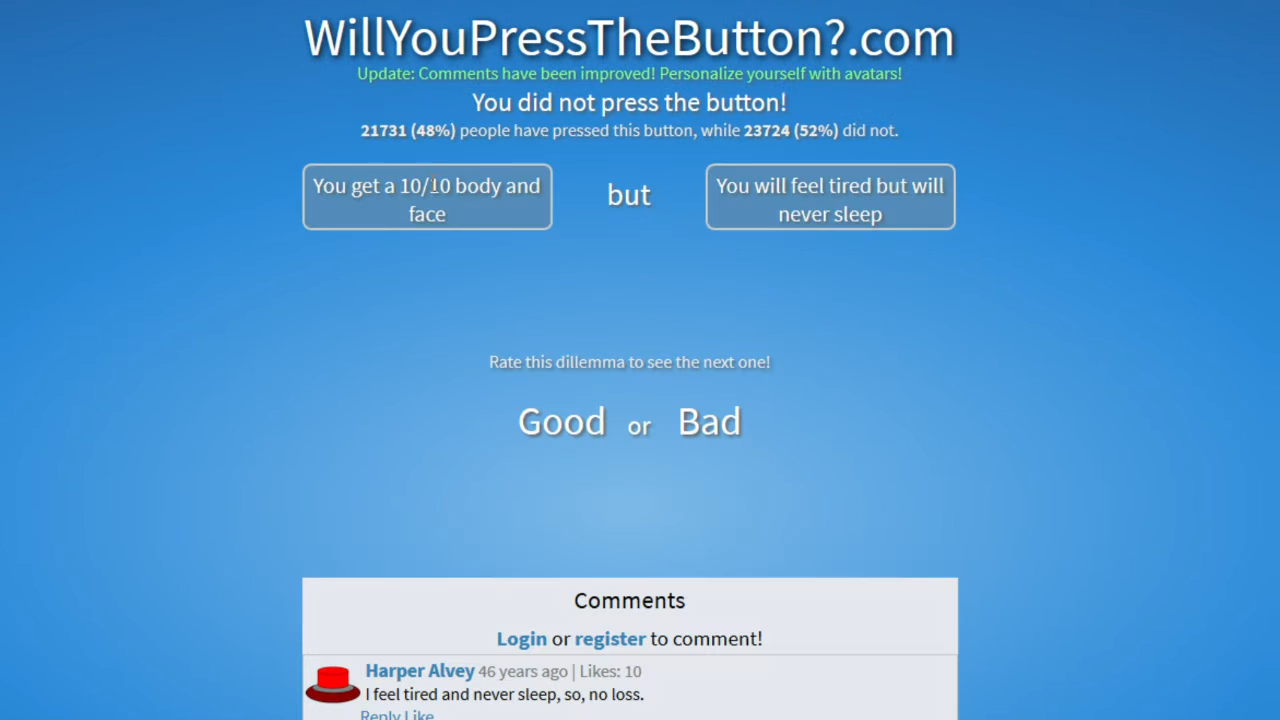 WillYouPressTheButton?.com
Update: Comments have been improved! Personalize yourself with avatars!
You did not press the button!
21731 (48%) people have pressed this button, while 23724 (52%) did not.
You get a 10/10 body and
face
but
You will feel tired but will
never sleep
Rate this dillemma to see the next one!
Good or Bad
Comments
Login or register to comment!
Harper Alvey 46 years ago | Likes: 10
I feel tired and never sleep, so, no loss.
Reply Like